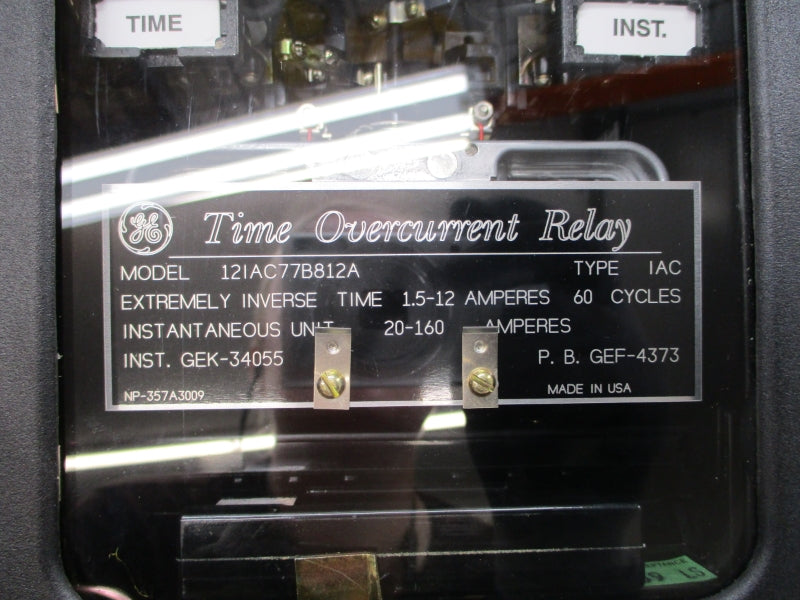 TIME
INST.
GE Time Overcurrent Relay
MODEL 12IAC77B812A TYPE IAC
EXTREMELY INVERSE TIME 1.5-12 AMPERES 60 CYCLES
INSTANTANEOUS UNIT 20-160 AMPERES
INST. GEK-34055 P. B. GEF-4373
NP-357A3009 MADE IN USA